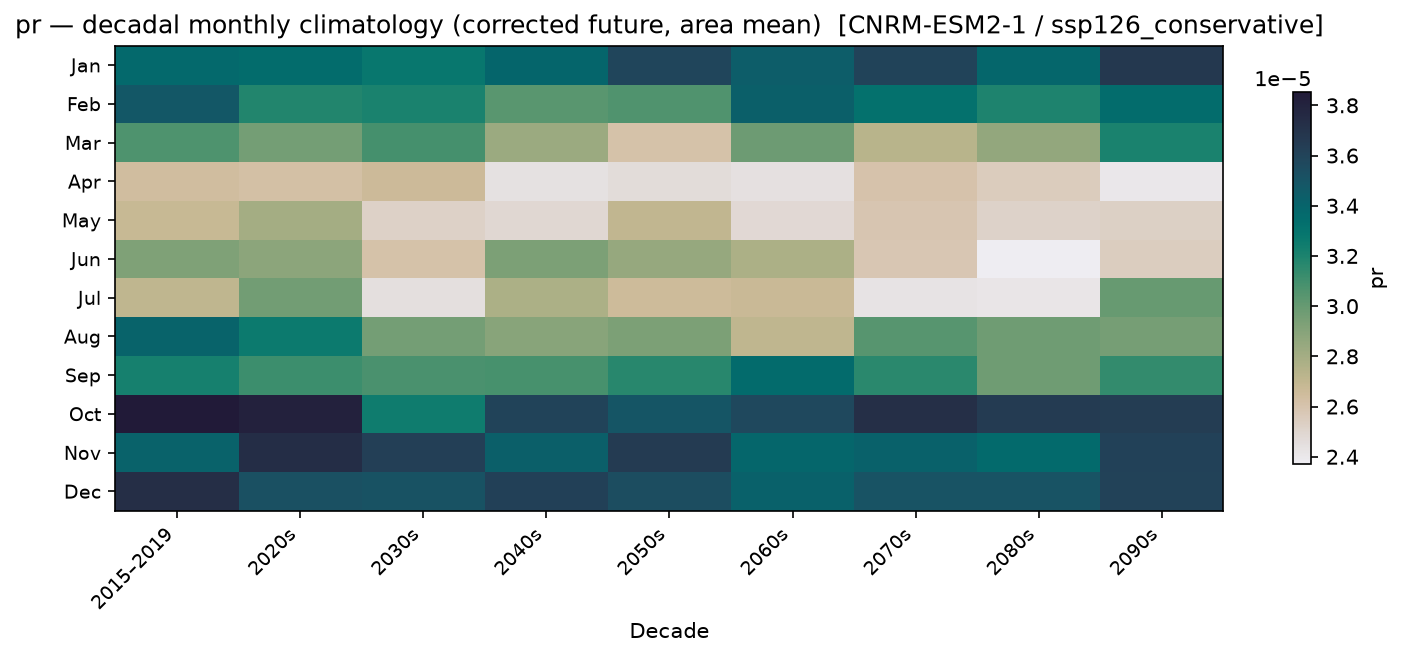 pr — decadal monthly climatology (corrected future, area mean)  [CNRM-ESM2-1 / ssp126_conservative]
Jan
Feb
Mar
Apr
May
Jun
Jul
Aug
Sep
Oct
Nov
Dec
2015–2019
2020s
2030s
2040s
2050s
2060s
2070s
2080s
2090s
Decade
1e−5
3.8
3.6
3.4
3.2
3.0
2.8
2.6
2.4
pr